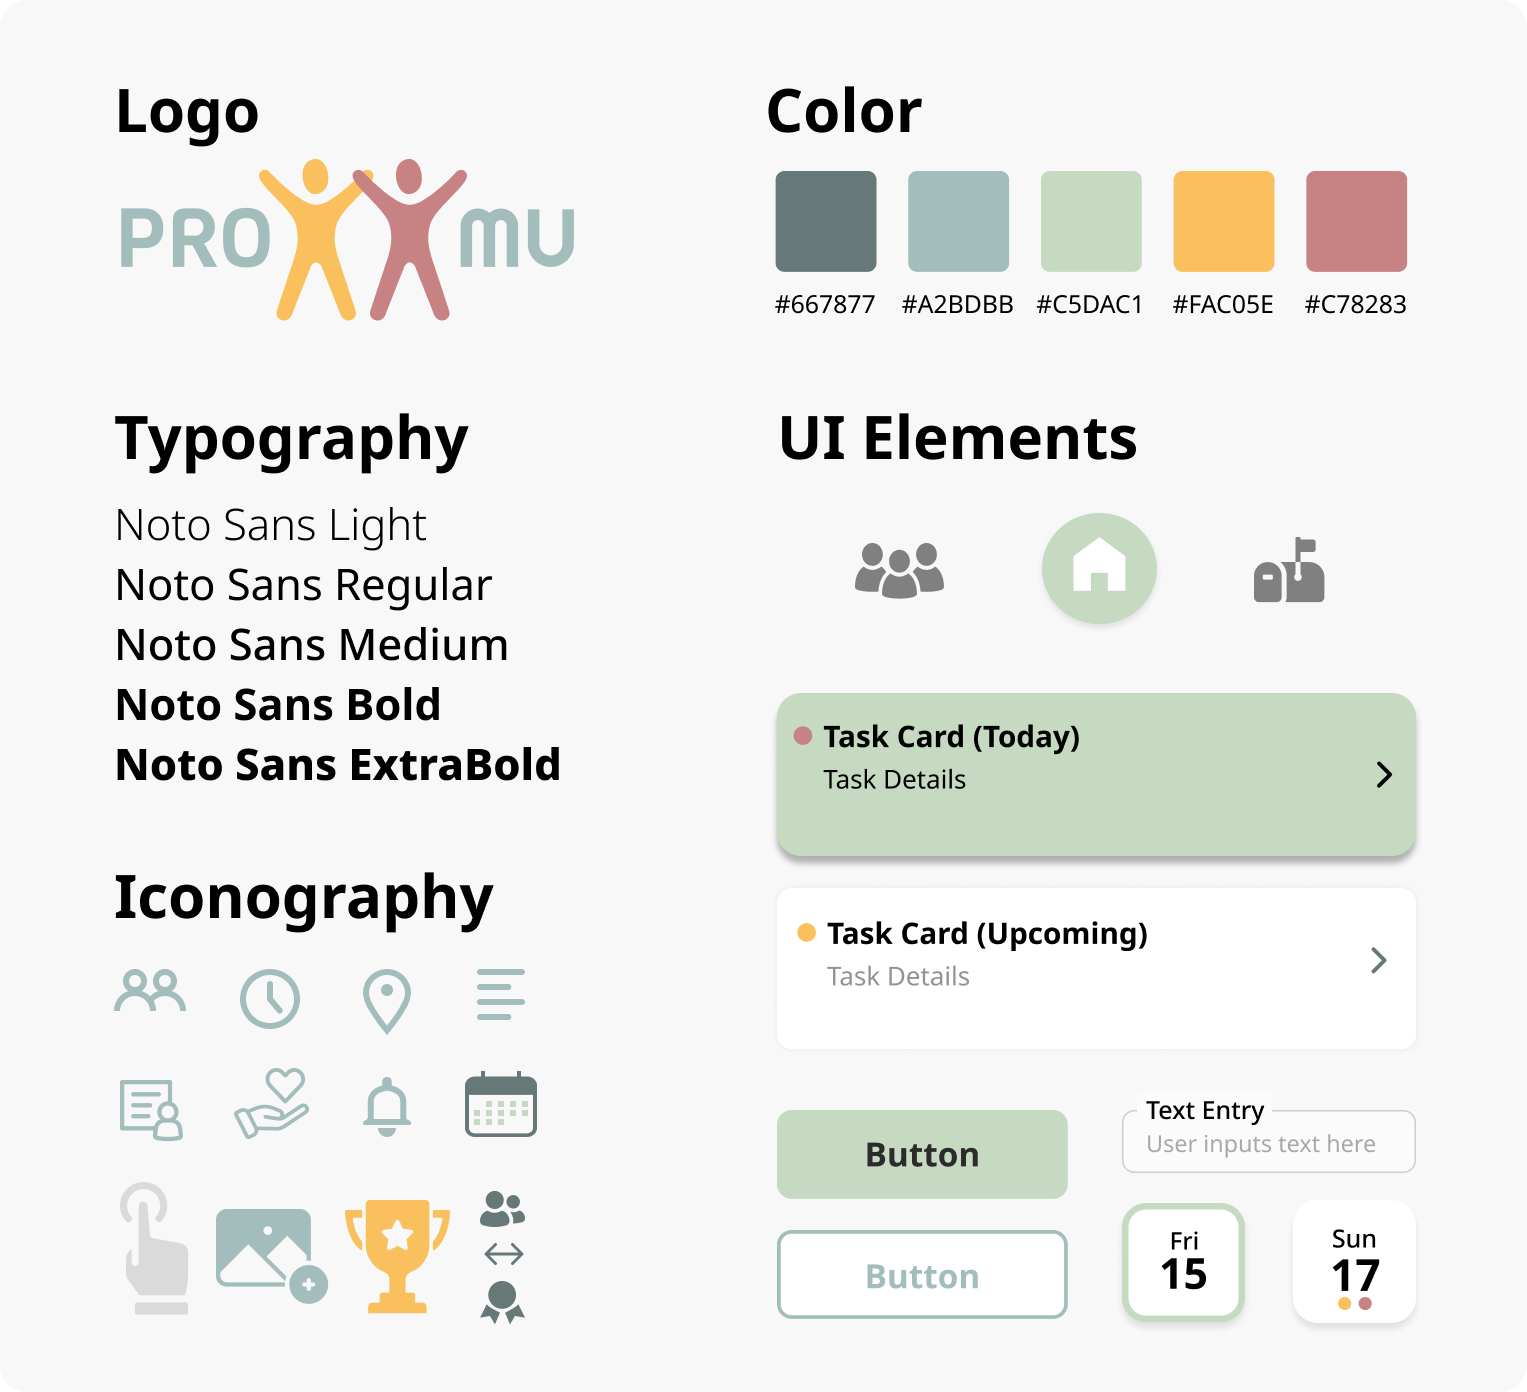 Logo
PRO MU
Color
#667877 #A2BDBB #C5DAC1 #FAC05E #C78283
Typography
Noto Sans Light
Noto Sans Regular
Noto Sans Medium
Noto Sans Bold
Noto Sans ExtraBold
Iconography
UI Elements
Task Card (Today)
Task Details
Task Card (Upcoming)
Task Details
Button
Button
Text Entry
User inputs text here
Fri
15
Sun
17